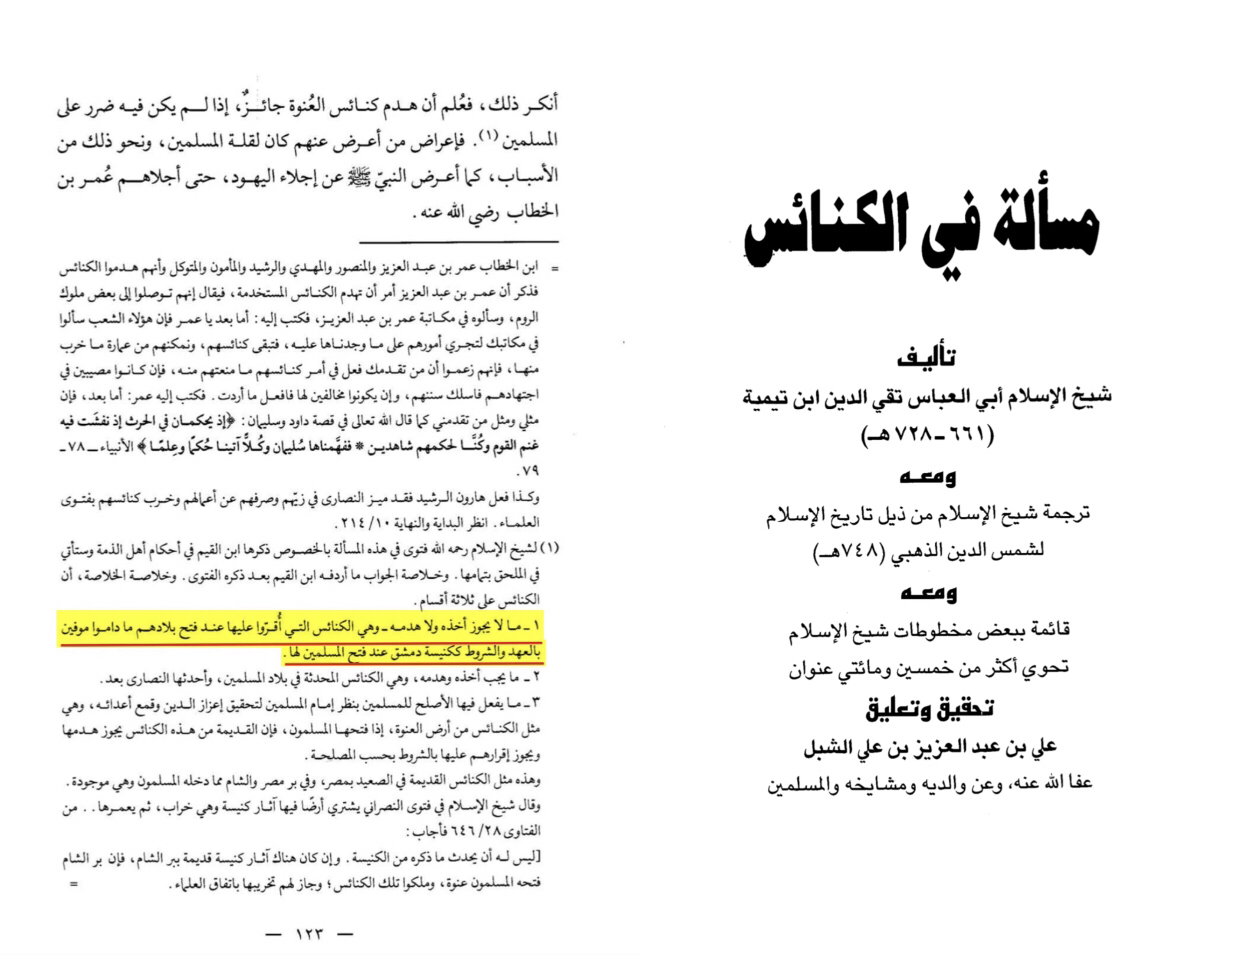 مسألة في الكنائس
تأليف
شيخ الإسلام أبي العباس تقي الدين ابن تيمية
(٦٦١ - ٧٢٨ هـ)
ومعه
ترجمة شيخ الإسلام من ذيل تاريخ الإسلام
لشمس الدين الذهبي (٧٤٨ هـ)
ومعه
قائمة ببعض مخطوطات شيخ الإسلام
تحوي أكثر من خمسين ومائتي عنوان
تحقيق وتعليق
علي بن عبد العزيز بن علي الشبل
عفا الله عنه، وعن والديه ومشايخه والمسلمين
أنكر ذلك، فعُلم أن هدم كنائس العُنوة جائزٌ، إذا لم يكن فيه ضرر على
المسلمين (١). فإعراض من أعرض عنهم كان لقلة المسلمين، ونحو ذلك من
الأسباب، كما أعرض النبيّ ﷺ عن إجلاء اليهود، حتى أجلاهم عُمر بن
الخطاب رضي الله عنه.
= ابن الخطاب عمر بن عبد العزيز والمنصور والمهدي والرشيد والمأمون والمتوكل وأنهم هدموا الكنائس
فذكر أن عمر بن عبد العزيز أمر أن تهدم الكنائس المستخدمة، فيقال إنهم توصلوا إلى بعض ملوك
الروم، وسألوه في مكاتبة عمر بن عبد العزيز، فكتب إليه: أما بعد يا عمر فإن هؤلاء الشعب سألوا
في مكاتبك لتجري أمورهم على ما وجدناها عليه، فتبقى كنائسهم، ونمكنهم من عمارة ما خرب
منها، فإنهم زعموا أن من تقدمك فعل في أمر كنائسهم ما منعتهم منه، فإن كانوا مصيبين في
اجتهادهم فاسلك سننهم، وإن يكونوا مخالفين لها فافعل ما أردت. فكتب إليه عمر: أما بعد، فإن
مثلي ومثل من تقدمني كما قال الله تعالى في قصة داود وسليمان: ﴿إذ يحكمان في الحرث إذ نفشت فيه
غنم القوم وكُنَّا لحكمهم شاهدين * ففهَّمناها سُليمان وكُلاًّ آتينا حُكمًا وعِلمًا﴾ الأنبياء ــ ٧٨ ـ
٧٩.
وكذا فعل هارون الرشيد فقد ميز النصارى في زيّهم وصرفهم عن أعمالهم وخرب كنائسهم بفتوى
العلماء. انظر البداية والنهاية ١٠/ ٢١٤.
(١) لشيخ الإسلام رحمه الله فتوى في هذه المسألة بالخصوص ذكرها ابن القيم في أحكام أهل الذمة وستأتي
في الملحق بتمامها. وخلاصة الجواب ما أردفه ابن القيم بعد ذكره الفتوى. وخلاصة الخلاصة، أن
الكنائس على ثلاثة أقسام.
١ ـ ما لا يجوز أخذه ولا هدمه ـ وهي الكنائس التي أُقرّوا عليها عند فتح بلادهم ما داموا موفين
بالعهد والشروط ككنيسة دمشق عند فتح المسلمين لها.
٢ ـ ما يجب أخذه وهدمه، وهي الكنائس المحدثة في بلاد المسلمين، وأحدثها النصارى بعد.
٣ ـ ما يفعل فيها الأصلح للمسلمين بنظر إمام المسلمين لتحقيق إعزاز الدين وقمع أعدائه، وهي
مثل الكنائس من أرض العنوة، إذا فتحها المسلمون، فإن القديمة من هذه الكنائس يجوز هدمها
ويجوز إقرارهم عليها بالشروط بحسب المصلحة.
وهذه مثل الكنائس القديمة في الصعيد بمصر، وفي بر مصر والشام مما دخله المسلمون وهي موجودة.
وقال شيخ الإسلام في فتوى النصراني يشتري أرضًا فيها آثار كنيسة وهي خراب، ثم يعمرها.. من
الفتاوى ٢٨/ ٦٤٦ فأجاب:
[ليس له أن يحدث ما ذكره من الكنيسة. وإن كان هناك آثار كنيسة قديمة ببر الشام، فإن بر الشام
فتحه المسلمون عنوة، وملكوا تلك الكنائس؛ وجاز لهم تخريبها باتفاق العلماء. =
— ١٢٣ —